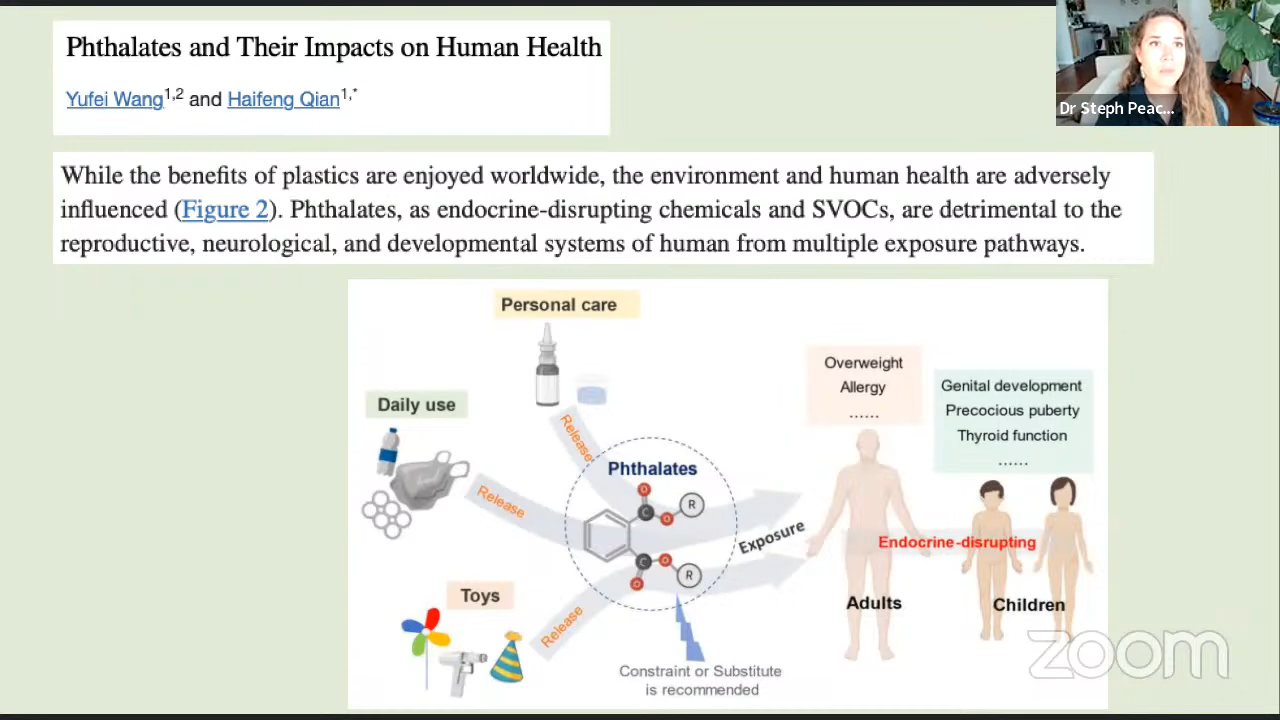 Phthalates and Their Impacts on Human Health
Yufei Wang1,2 and Haifeng Qian1,*
Dr Steph Peac...
While the benefits of plastics are enjoyed worldwide, the environment and human health are adversely
influenced (Figure 2). Phthalates, as endocrine-disrupting chemicals and SVOCs, are detrimental to the
reproductive, neurological, and developmental systems of human from multiple exposure pathways.
Personal care
Daily use
Toys
Release
Release
Release
Phthalates
O
C
O
R
C
O
O
R
Exposure
Constraint or Substitute
is recommended
Overweight
Allergy
......
Genital development
Precocious puberty
Thyroid function
......
Endocrine-disrupting
Adults
Children
zoom